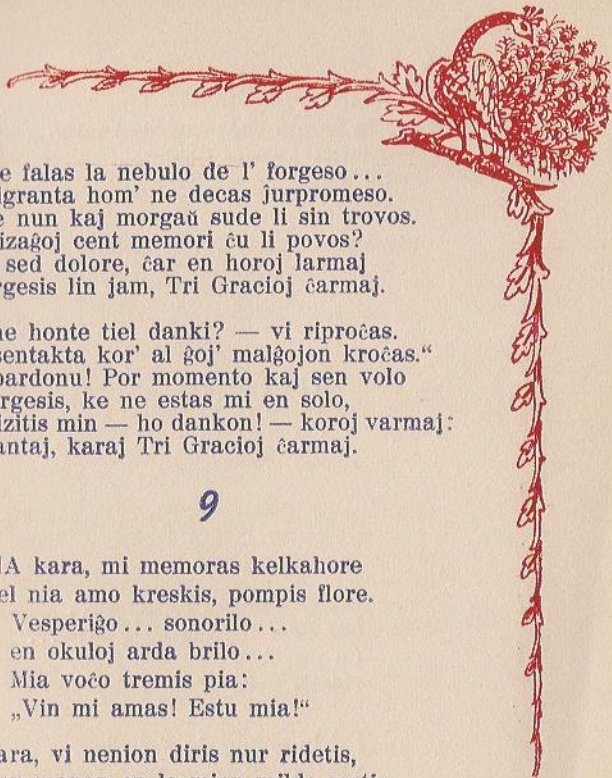 e falas la nebulo de l' forgeso...
igranta hom' ne decas ĵurpromeso.
e nun kaj morgaŭ sude li sin trovos.
izaĝoj cent memori ĉu li povos?
sed dolore, ĉar en horoj larmaj
rgesis lin jam, Tri Gracioj ĉarmaj.
ne honte tiel danki? — vi riproĉas.
sentakta kor' al ĝoj' malĝojon kroĉas.“
pardonu! Por momento kaj sen volo
rgesis, ke ne estas mi en solo,
izitis min — ho dankon! — koroj varmaj:
antaj, karaj Tri Gracioj ĉarmaj.
9
IA kara, mi memoras kelkahore
el nia amo kreskis, pompis flore.
Vesperiĝo... sonorilo...
en okuloj arda brilo...
Mia voĉo tremis pia:
„Vin mi amas! Estu mia!“
ara, vi nenion diris nur ridetis,